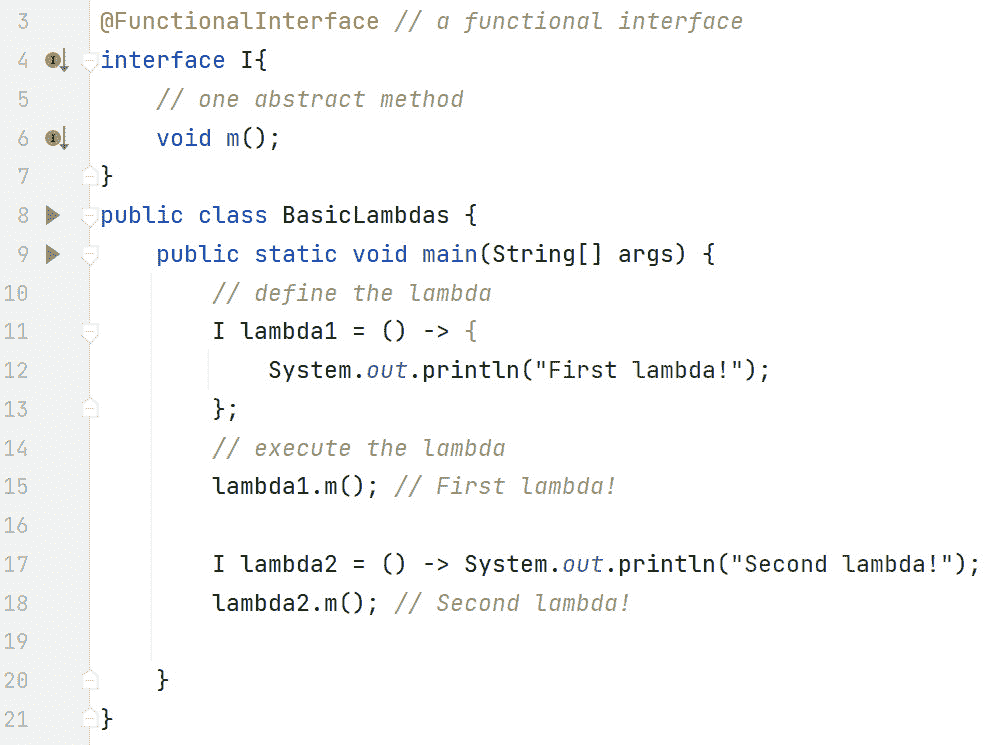 3 @FunctionalInterface // a functional interface
4 interface I{
5 // one abstract method
6 void m();
7 }
8 public class BasicLambdas {
9 public static void main(String[] args) {
10 // define the lambda
11 I lambda1 = () -> {
12 System.out.println("First lambda!");
13 };
14 // execute the lambda
15 lambda1.m(); // First lambda!
16
17 I lambda2 = () -> System.out.println("Second lambda!");
18 lambda2.m(); // Second lambda!
19
20 }
21 }